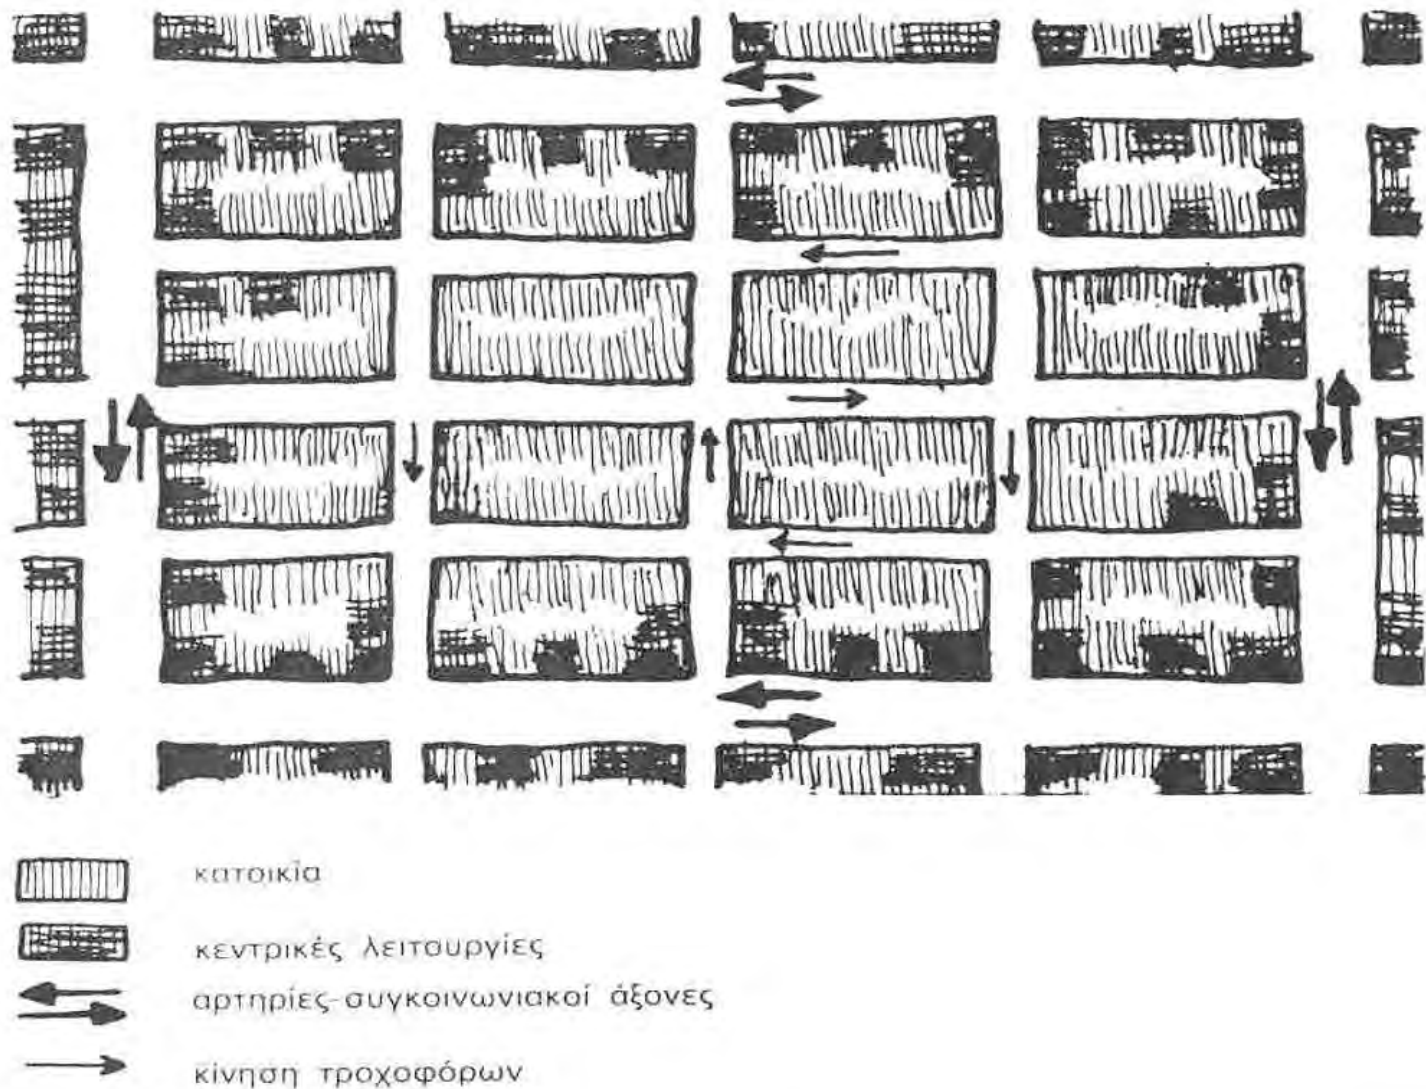 κατοικία
κεντρικές λειτουργίες
αρτηρίες-συγκοινωνιακοί άξονες
κίνηση τροχοφόρων